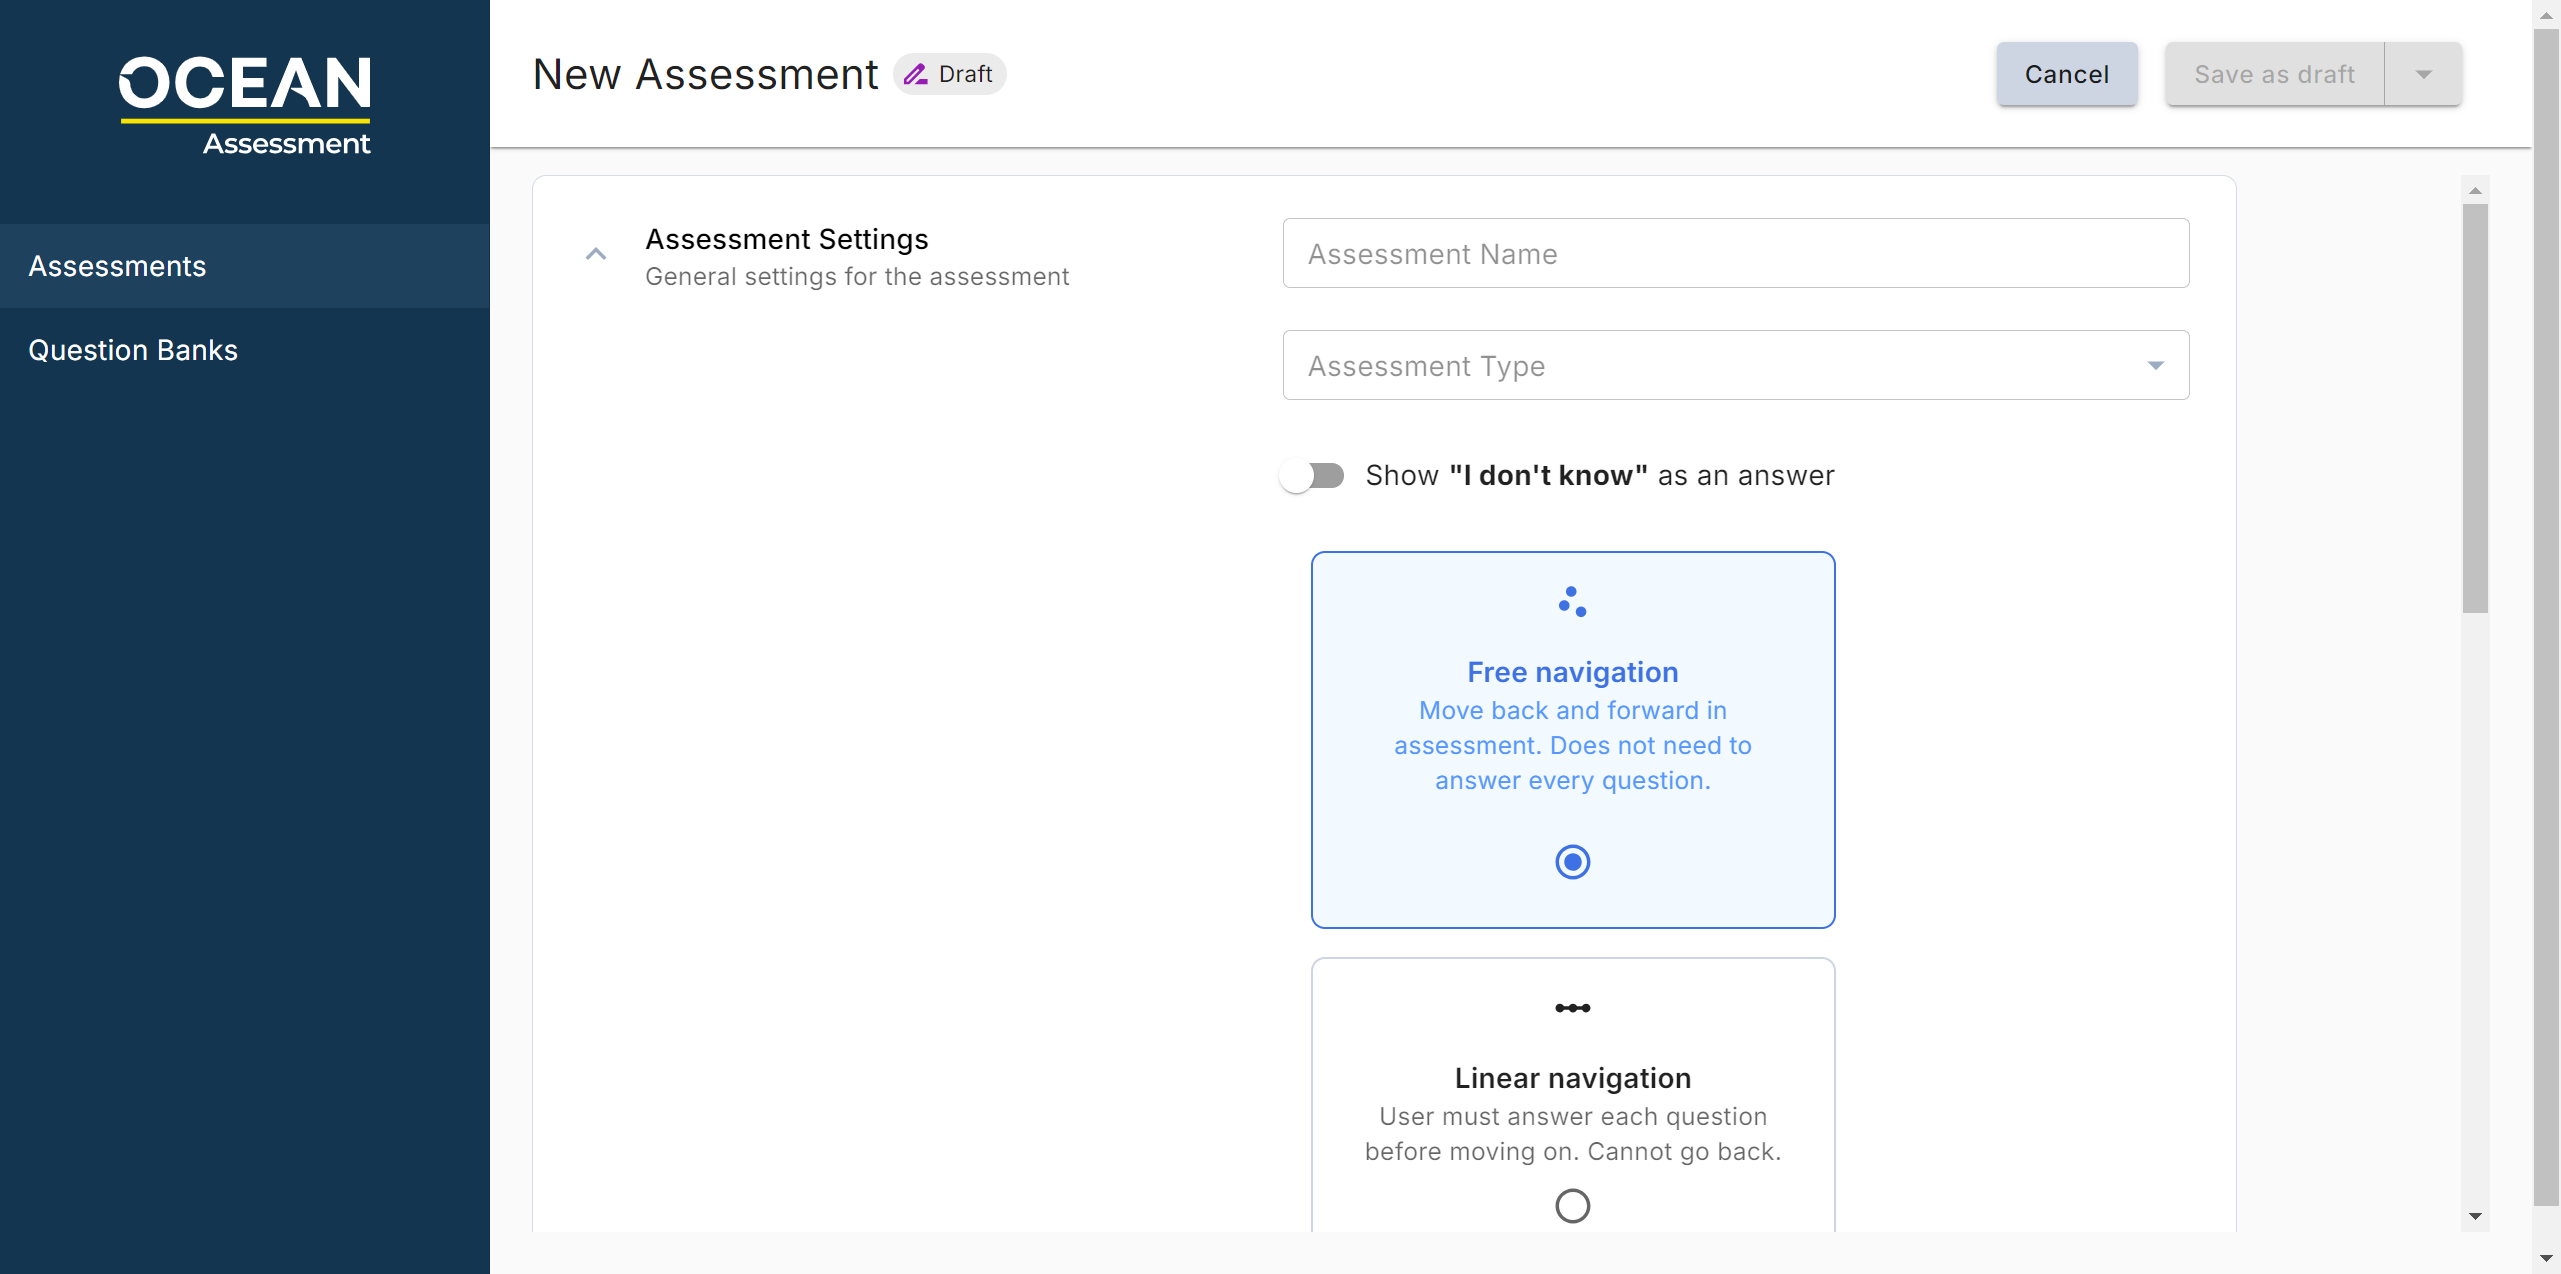 OCEAN
Assessment
Assessments
Question Banks
New Assessment
Draft
Cancel
Save as draft
Assessment Settings
General settings for the assessment
Assessment Name
Assessment Type
Show "I don't know" as an answer
Free navigation
Move back and forward in
assessment. Does not need to
answer every question.
Linear navigation
User must answer each question
before moving on. Cannot go back.